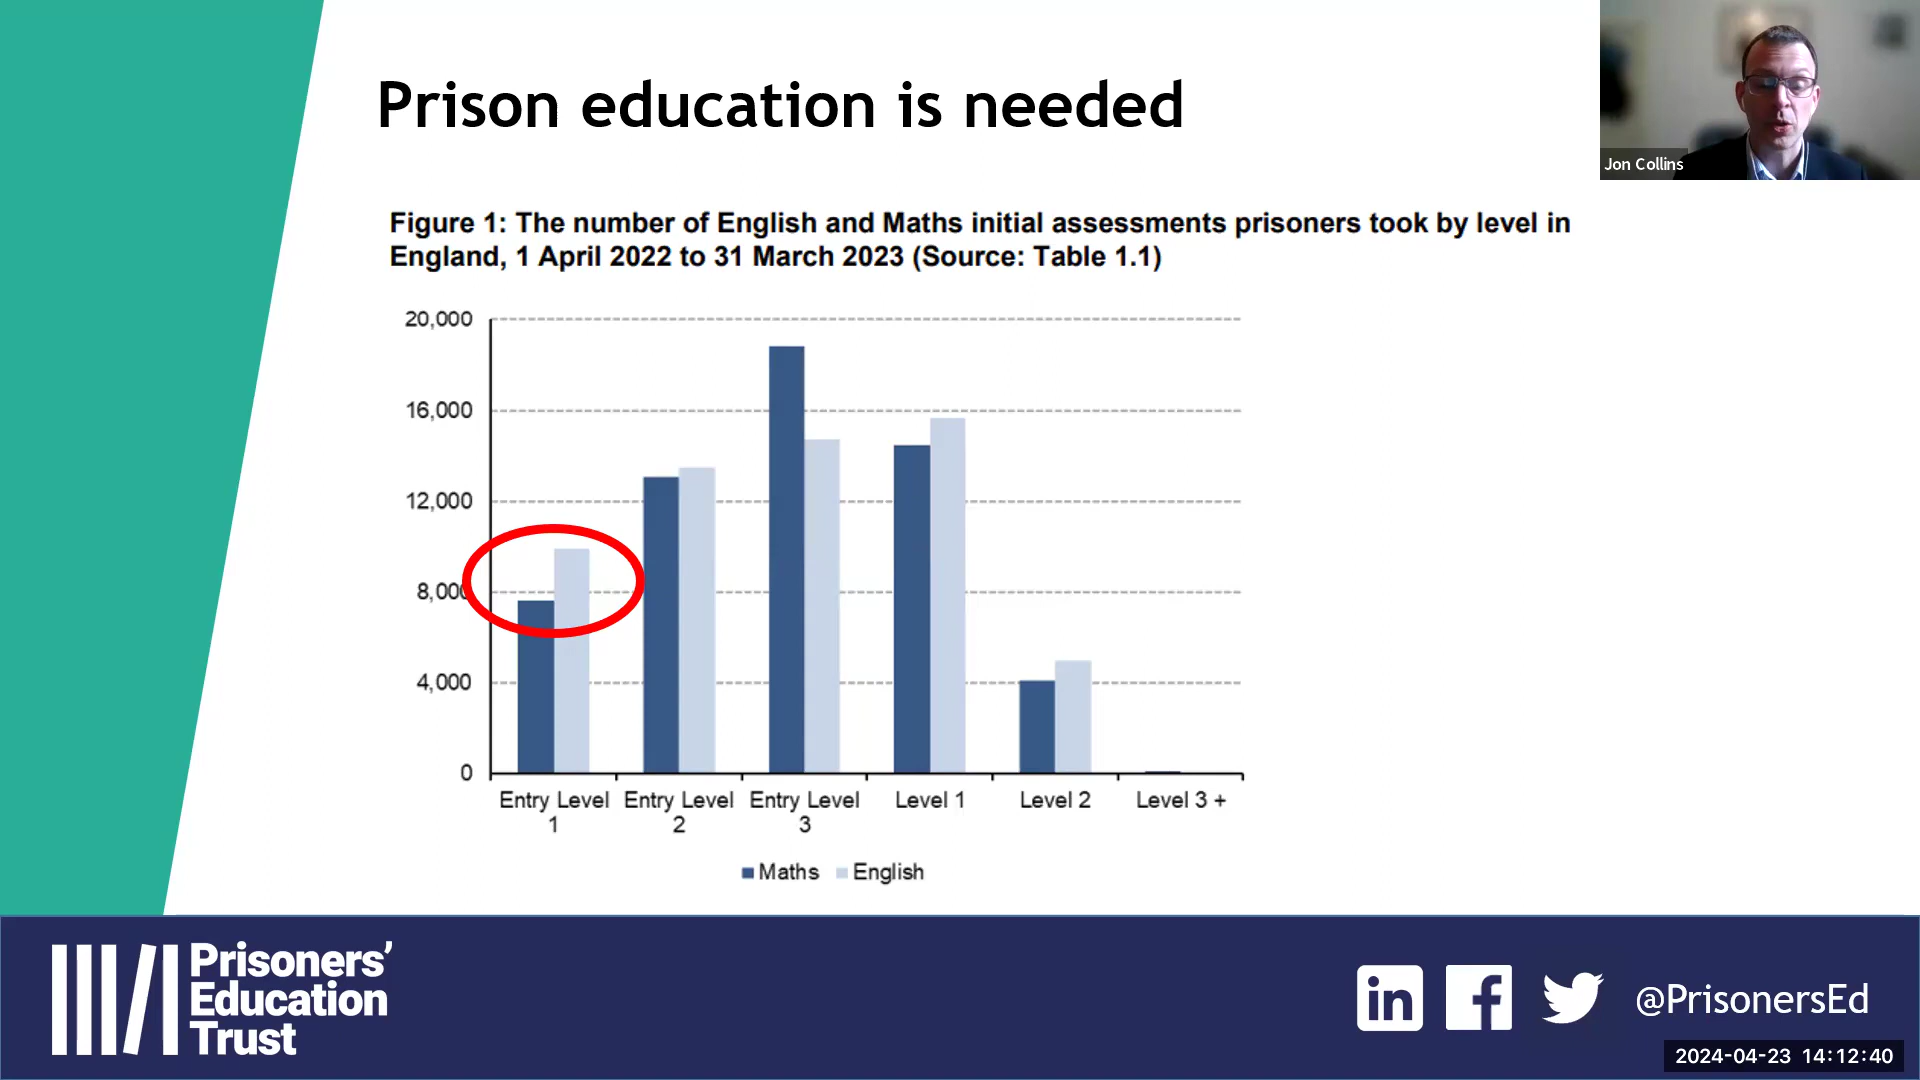 Prison education is needed
Jon Collins
Figure 1: The number of English and Maths initial assessments prisoners took by level in
England, 1 April 2022 to 31 March 2023 (Source: Table 1.1)
20,000
16,000
12,000
8,000
4,000
0
Entry Level 1
Entry Level 2
Entry Level 3
Level 1
Level 2
Level 3 +
Maths
English
Prisoners’
Education
Trust
in
f
@PrisonersEd
2024-04-23 14:12:40